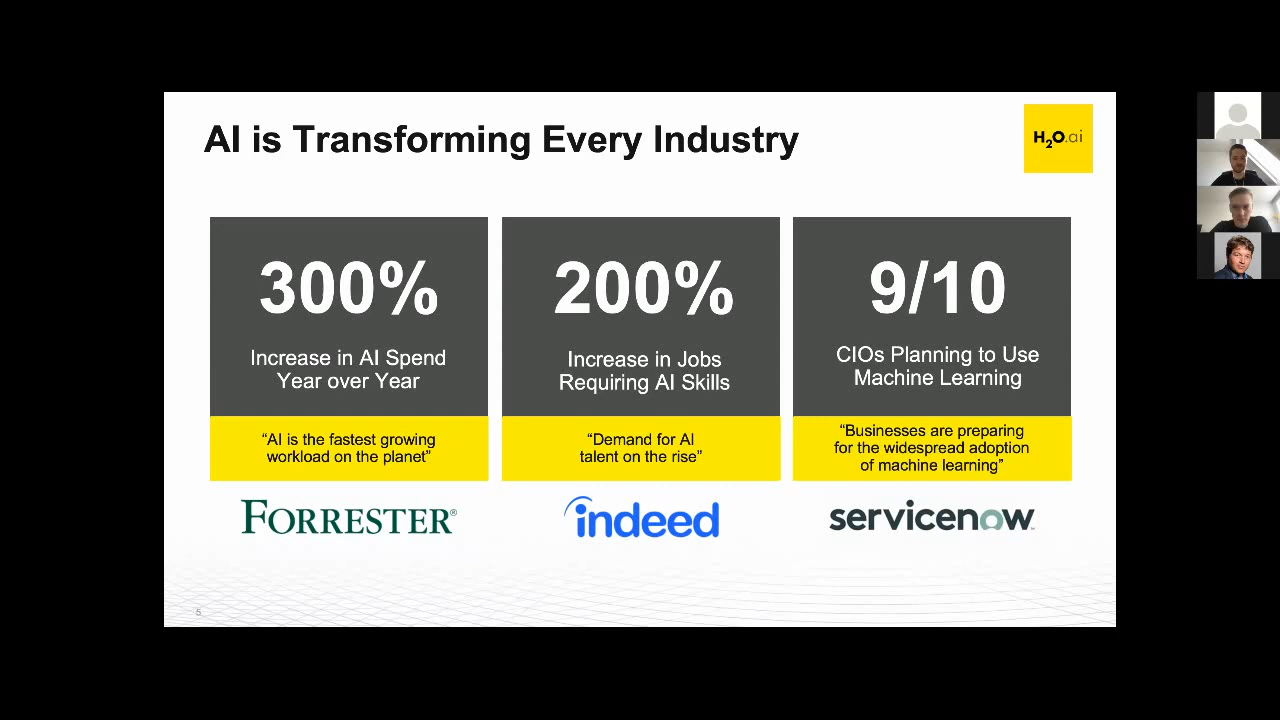 AI is Transforming Every Industry
H2O.ai
300%
Increase in AI Spend
Year over Year
“AI is the fastest growing
workload on the planet”
FORRESTER®
200%
Increase in Jobs
Requiring AI Skills
“Demand for AI
talent on the rise”
indeed
9/10
CIOs Planning to Use
Machine Learning
“Businesses are preparing
for the widespread adoption
of machine learning”
servicenow
5